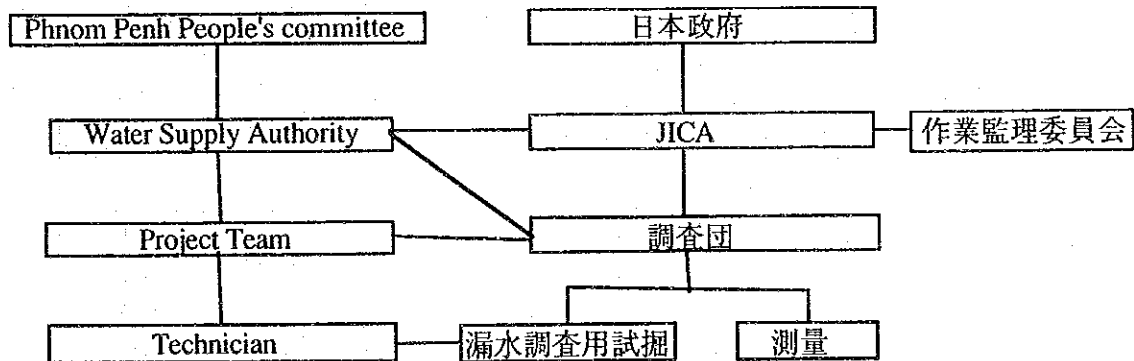 Phnom Penh People's committee
日本政府
Water Supply Authority
JICA
作業監理委員会
Project Team
調査団
Technician
漏水調査用試掘
測量